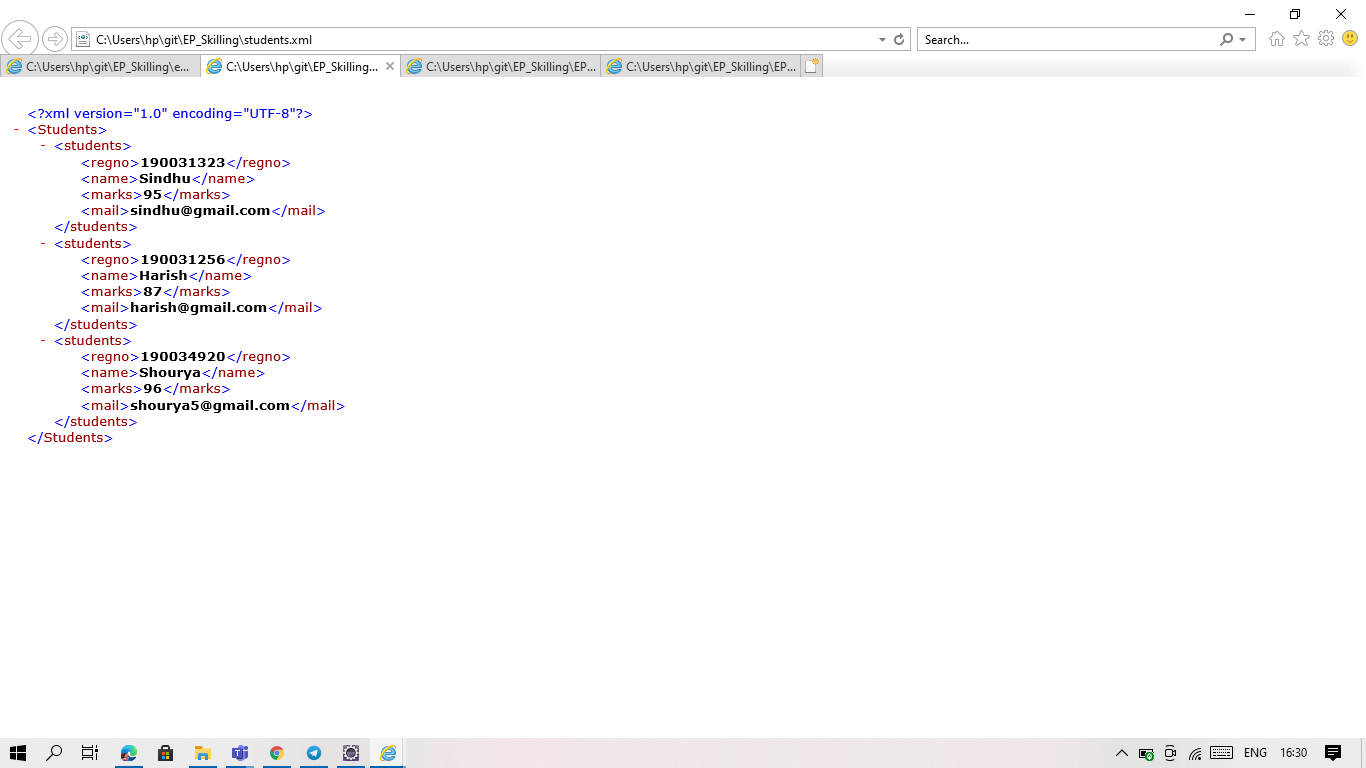 C:\Users\hp\git\EP_Skilling\students.xml
Search...
C:\Users\hp\git\EP_Skilling\e...
C:\Users\hp\git\EP_Skilling...
C:\Users\hp\git\EP_Skilling\EP...
C:\Users\hp\git\EP_Skilling\EP...
<?xml version="1.0" encoding="UTF-8"?>
- <Students>
- <students>
<regno>190031323</regno>
<name>Sindhu</name>
<marks>95</marks>
<mail>sindhu@gmail.com</mail>
</students>
- <students>
<regno>190031256</regno>
<name>Harish</name>
<marks>87</marks>
<mail>harish@gmail.com</mail>
</students>
- <students>
<regno>190034920</regno>
<name>Shourya</name>
<marks>96</marks>
<mail>shourya5@gmail.com</mail>
</students>
</Students>
ENG
16:30